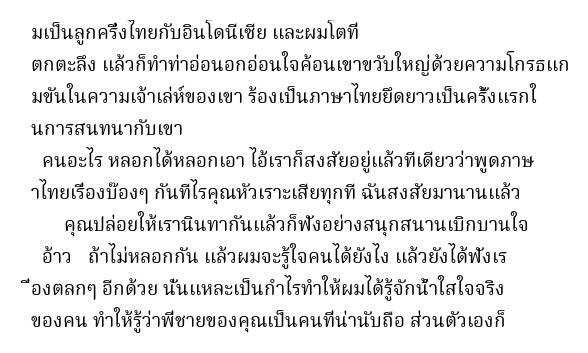 มเป็นลูกครึ่งไทยกับอินโดนีเซีย และผมโตที่
ตกตะลึง แล้วก็ทำท่าอ่อนอกอ่อนใจค้อนเขาขวับใหญ่ด้วยความโกรธแก
มขันในความเจ้าเล่ห์ของเขา ร้องเป็นภาษาไทยยืดยาวเป็นครั้งแรกใ
นการสนทนากับเขา
คนอะไร หลอกได้หลอกเอา ไอ้เราก็สงสัยอยู่แล้วทีเดียวว่าพูดภาษ
าไทยเรื่องบ๊องๆ กันทีไรคุณหัวเราะเสียทุกที ฉันสงสัยมานานแล้ว
คุณปล่อยให้เรานินทากันแล้วก็ฟังอย่างสนุกสนานเบิกบานใจ
อ้าว ถ้าไม่หลอกกัน แล้วผมจะรู้ใจคนได้ยังไง แล้วยังได้ฟังเร
ื่องตลกๆ อีกด้วย นั่นแหละเป็นกำไรทำให้ผมได้รู้จักน้ำใสใจจริง
ของคน ทำให้รู้ว่าพี่ชายของคุณเป็นคนที่น่านับถือ ส่วนตัวเองก็